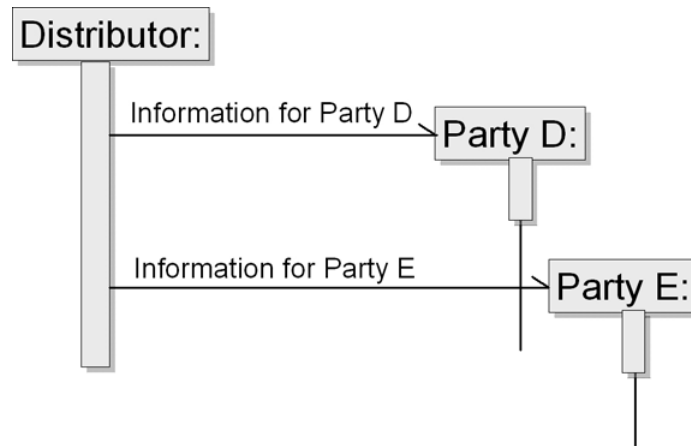 Distributor:
Information for Party D
Party D:
Information for Party E
Party E: